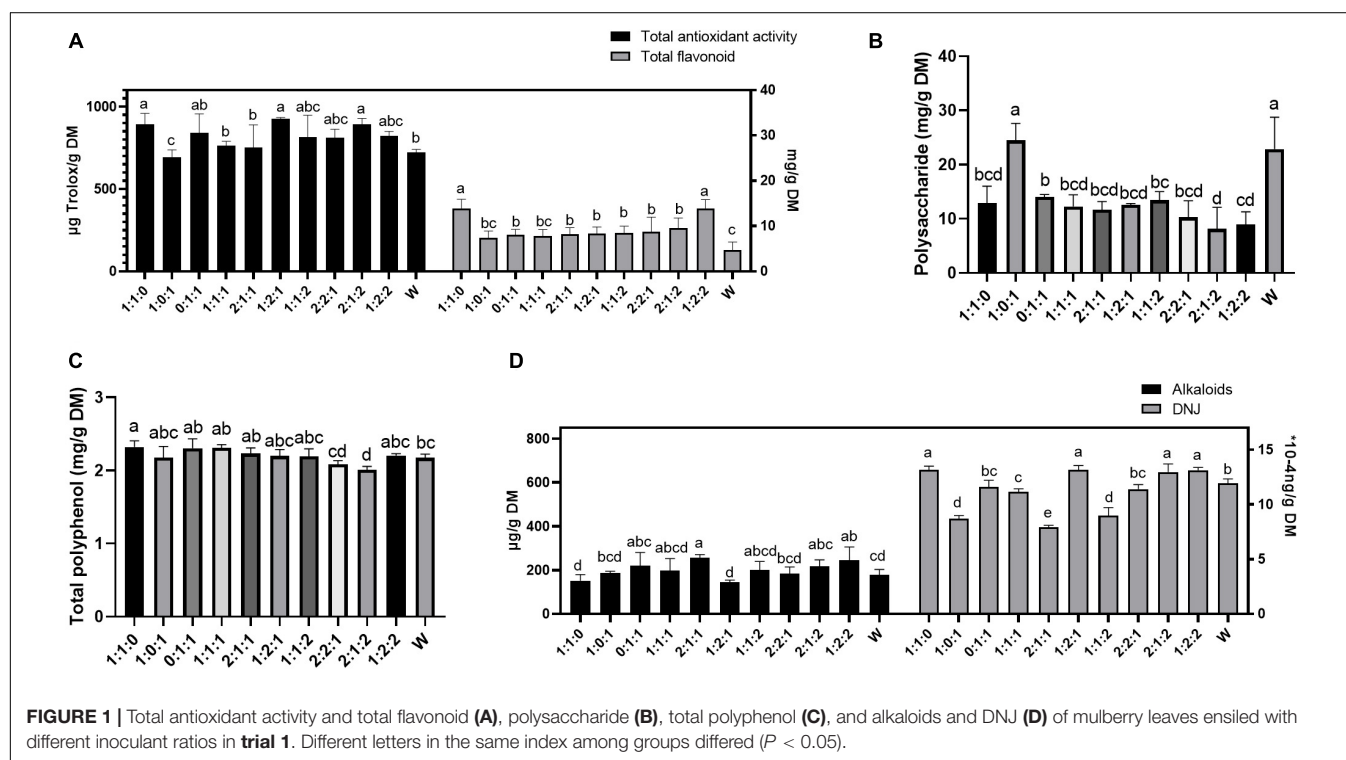 A
Total antioxidant activity
Total flavonoid
µg Trolox/g DM
1000
500
0
a c ab b b a abc abc a abc b
a bc b bc b b b b b a c
40
30
20
10
0
mg/g DM
1:1:0 1:0:1 0:1:1 1:1:1 2:1:1 1:2:1 1:1:2 2:2:1 2:1:2 1:2:2 W
1:1:0 1:0:1 0:1:1 1:1:1 2:1:1 1:2:1 1:1:2 2:2:1 2:1:2 1:2:2 W
B
Polysaccharide (mg/g DM)
40
30
20
10
0
bcd a b bcd bcd bcd bc bcd d cd a
1:1:0 1:0:1 0:1:1 1:1:1 2:1:1 1:2:1 1:1:2 2:2:1 2:1:2 1:2:2 W
C
Total polyphenol (mg/g DM)
3
2
1
0
a abc ab ab ab abc abc cd d abc bc
1:1:0 1:0:1 0:1:1 1:1:1 2:1:1 1:2:1 1:1:2 2:2:1 2:1:2 1:2:2 W
D
Alkaloids
DNJ
µg/g DM
800
600
400
200
0
d bcd abc abcd a d abcd bcd abc ab cd
a d bc c e a d bc a a b
15
10
5
0
*10-4ng/g DM
1:1:0 1:0:1 0:1:1 1:1:1 2:1:1 1:2:1 1:1:2 2:2:1 2:1:2 1:2:2 W
1:1:0 1:0:1 0:1:1 1:1:1 2:1:1 1:2:1 1:1:2 2:2:1 2:1:2 1:2:2 W
FIGURE 1 | Total antioxidant activity and total flavonoid (A), polysaccharide (B), total polyphenol (C), and alkaloids and DNJ (D) of mulberry leaves ensiled with
different inoculant ratios in trial 1. Different letters in the same index among groups differed (P < 0.05).